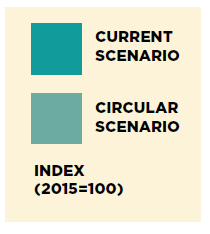 CURRENT
SCENARIO
CIRCULAR
SCENARIO
INDEX
(2015=100)